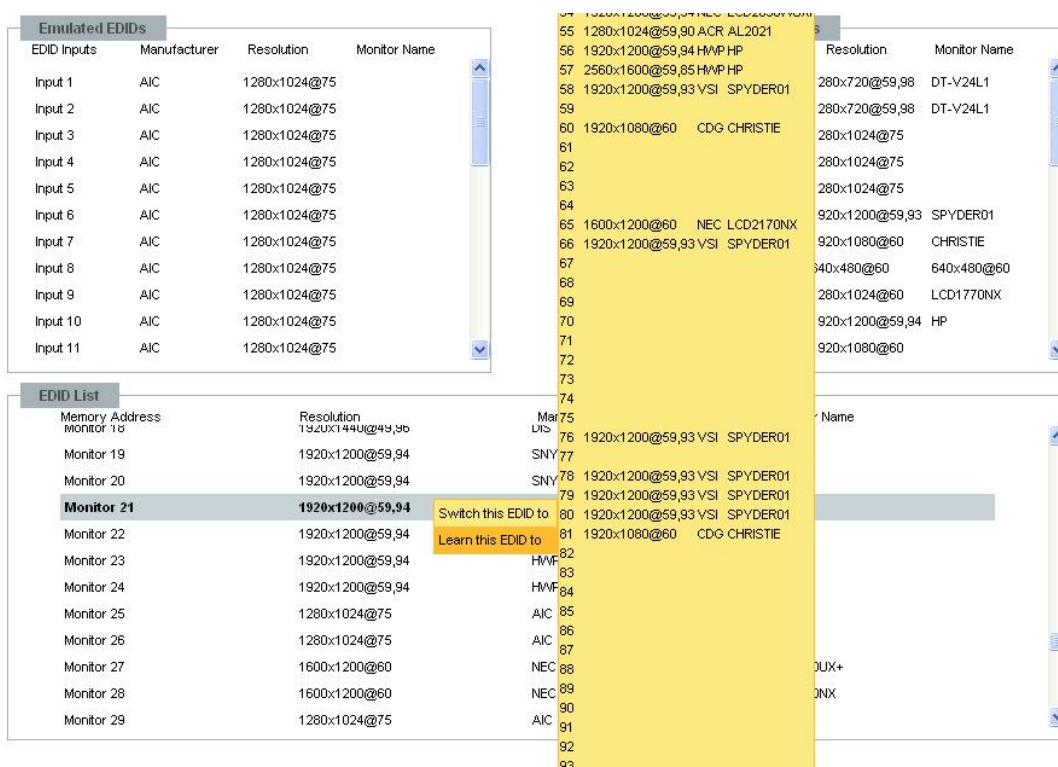 Emulated EDIDs
EDID Inputs Manufacturer Resolution Monitor Name
Input 1 AIC 1280x1024@75
Input 2 AIC 1280x1024@75
Input 3 AIC 1280x1024@75
Input 4 AIC 1280x1024@75
Input 5 AIC 1280x1024@75
Input 6 AIC 1280x1024@75
Input 7 AIC 1280x1024@75
Input 8 AIC 1280x1024@75
Input 9 AIC 1280x1024@75
Input 10 AIC 1280x1024@75
Input 11 AIC 1280x1024@75
55 1280x1024@59,90 ACR AL2021
56 1920x1200@59,94 HWP HP
57 2560x1600@59,85 HWP HP
58 1920x1200@59,93 VSI SPYDER01
59
60 1920x1080@60 CDG CHRISTIE
61
62
63
64
65 1600x1200@60 NEC LCD2170NX
66 1920x1200@59,93 VSI SPYDER01
67
68
69
70
71
72
73
74
75
76 1920x1200@59,93 VSI SPYDER01
77
78 1920x1200@59,93 VSI SPYDER01
79 1920x1200@59,93 VSI SPYDER01
80 1920x1200@59,93 VSI SPYDER01
81 1920x1080@60 CDG CHRISTIE
82
83
84
85
86
87
88
89
90
91
92
93
s
Resolution Monitor Name
280x720@59,98 DT-V24L1
280x720@59,98 DT-V24L1
280x1024@75
280x1024@75
280x1024@75
920x1200@59,93 SPYDER01
920x1080@60 CHRISTIE
640x480@60 640x480@60
280x1024@60 LCD1770NX
920x1200@59,94 HP
920x1080@60
EDID List
Memory Address Resolution Mar r Name
Monitor 18 1920x1440@49,96 DIS
Monitor 19 1920x1200@59,94 SNY
Monitor 20 1920x1200@59,94 SNY
Monitor 21 1920x1200@59,94
Switch this EDID to
Monitor 22 1920x1200@59,94
Learn this EDID to
Monitor 23 1920x1200@59,94 HWP
Monitor 24 1920x1200@59,94 HWP
Monitor 25 1280x1024@75 AIC
Monitor 26 1280x1024@75 AIC
Monitor 27 1600x1200@60 NEC 0UX+
Monitor 28 1600x1200@60 NEC 0NX
Monitor 29 1280x1024@75 AIC